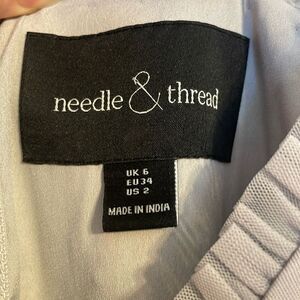 needle & thread
UK 6
EU 34
US 2
MADE IN INDIA